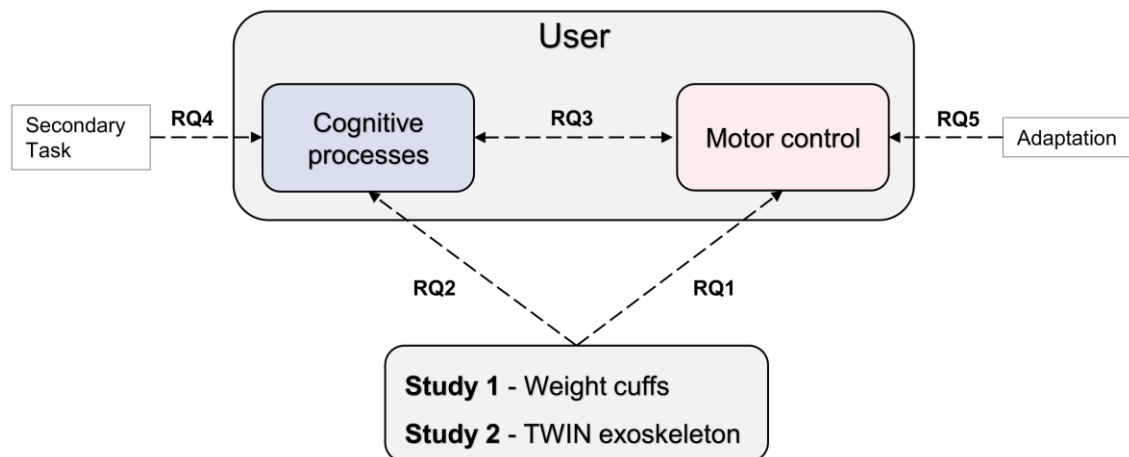 User
Secondary
Task
RQ4
Cognitive
processes
RQ3
Motor control
RQ5
Adaptation
RQ2
RQ1
Study 1 - Weight cuffs
Study 2 - TWIN exoskeleton